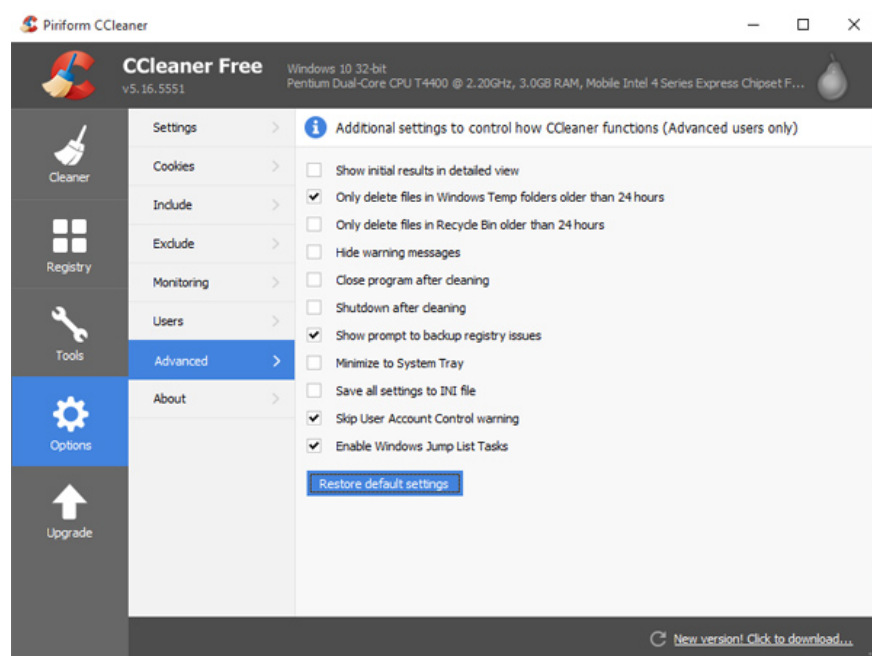 Piriform CCleaner
CCleaner Free
v5.16.5551
Windows 10 32-bit
Pentium Dual-Core CPU T4400 @ 2.20GHz, 3.0GB RAM, Mobile Intel 4 Series Express Chipset F...
Cleaner
Registry
Tools
Options
Upgrade
Settings
Cookies
Include
Exclude
Monitoring
Users
Advanced
About
Additional settings to control how CCleaner functions (Advanced users only)
Show initial results in detailed view
Only delete files in Windows Temp folders older than 24 hours
Only delete files in Recycle Bin older than 24 hours
Hide warning messages
Close program after cleaning
Shutdown after cleaning
Show prompt to backup registry issues
Minimize to System Tray
Save all settings to INI file
Skip User Account Control warning
Enable Windows Jump List Tasks
Restore default settings
New version! Click to download...